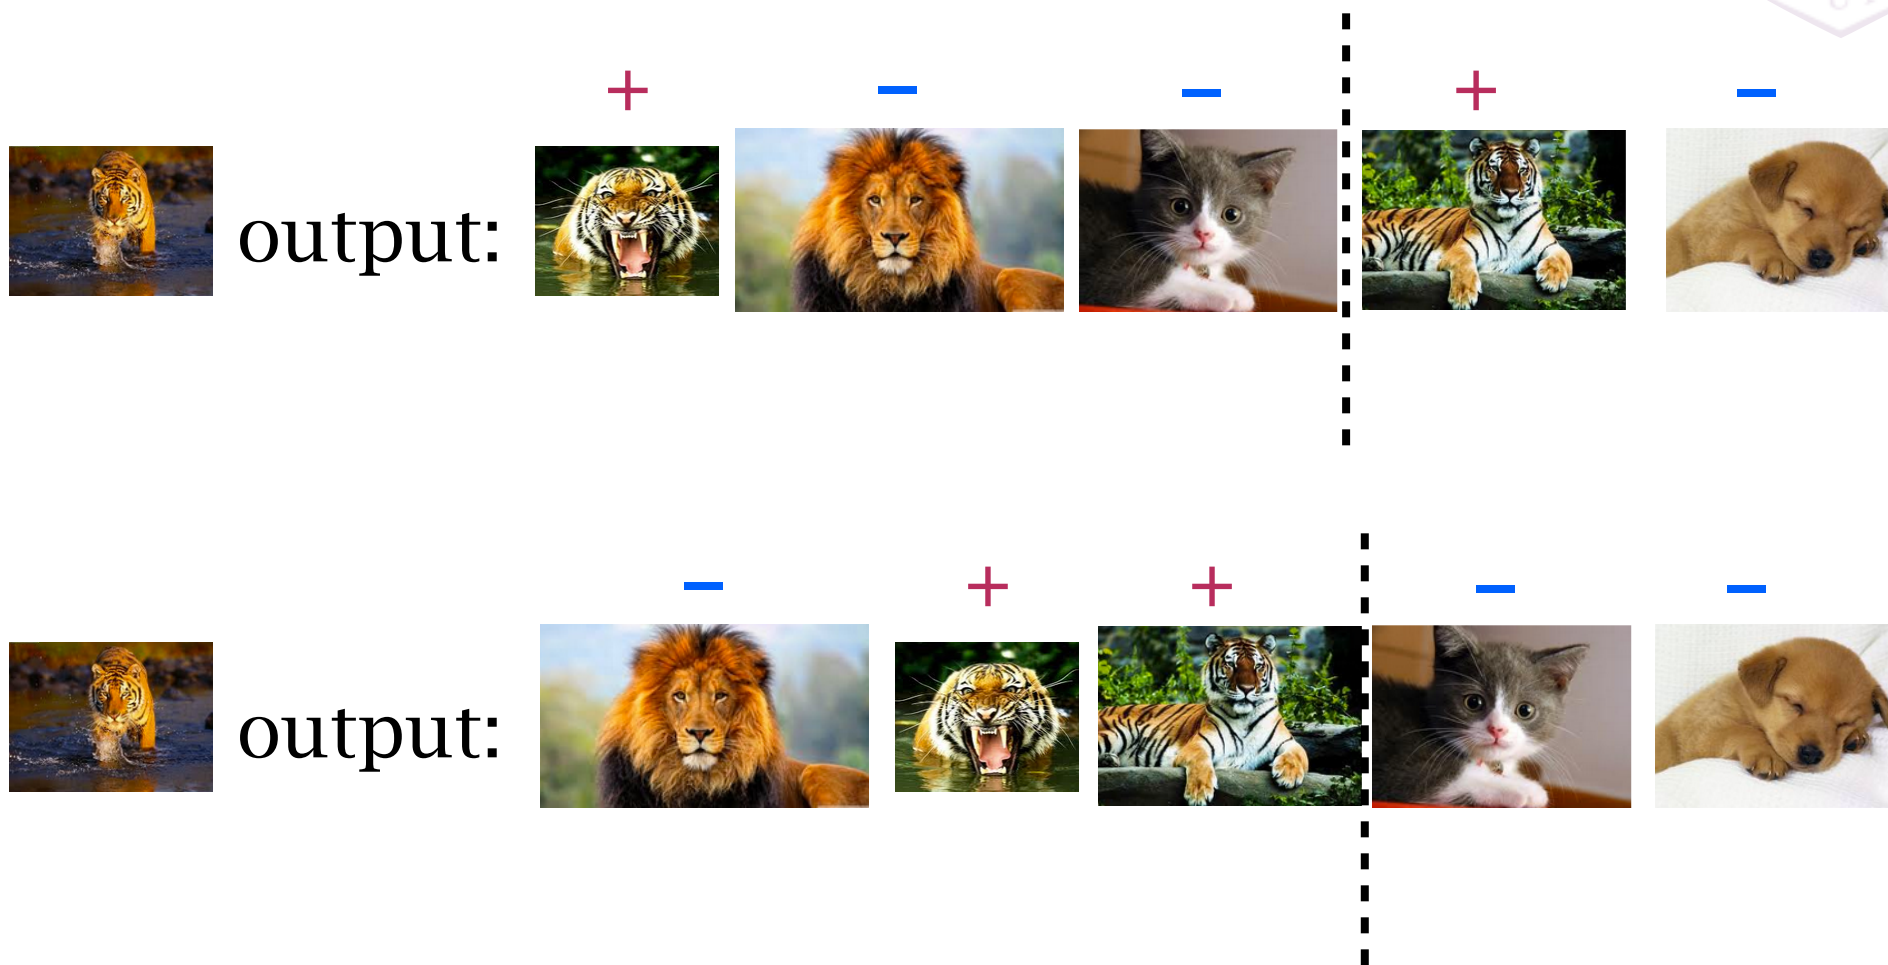 + − − + −
output:
− + + − −
output: